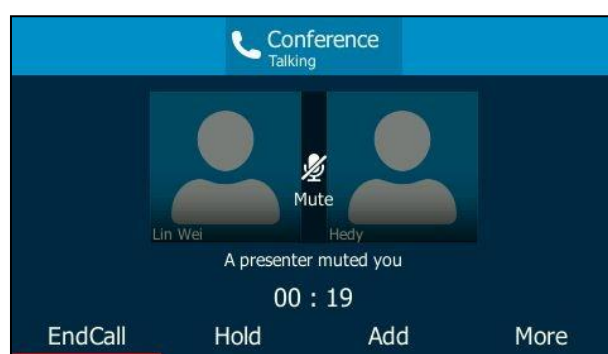 Conference
Talking
Mute
Lin Wei Hedy
A presenter muted you
00 : 19
EndCall Hold Add More